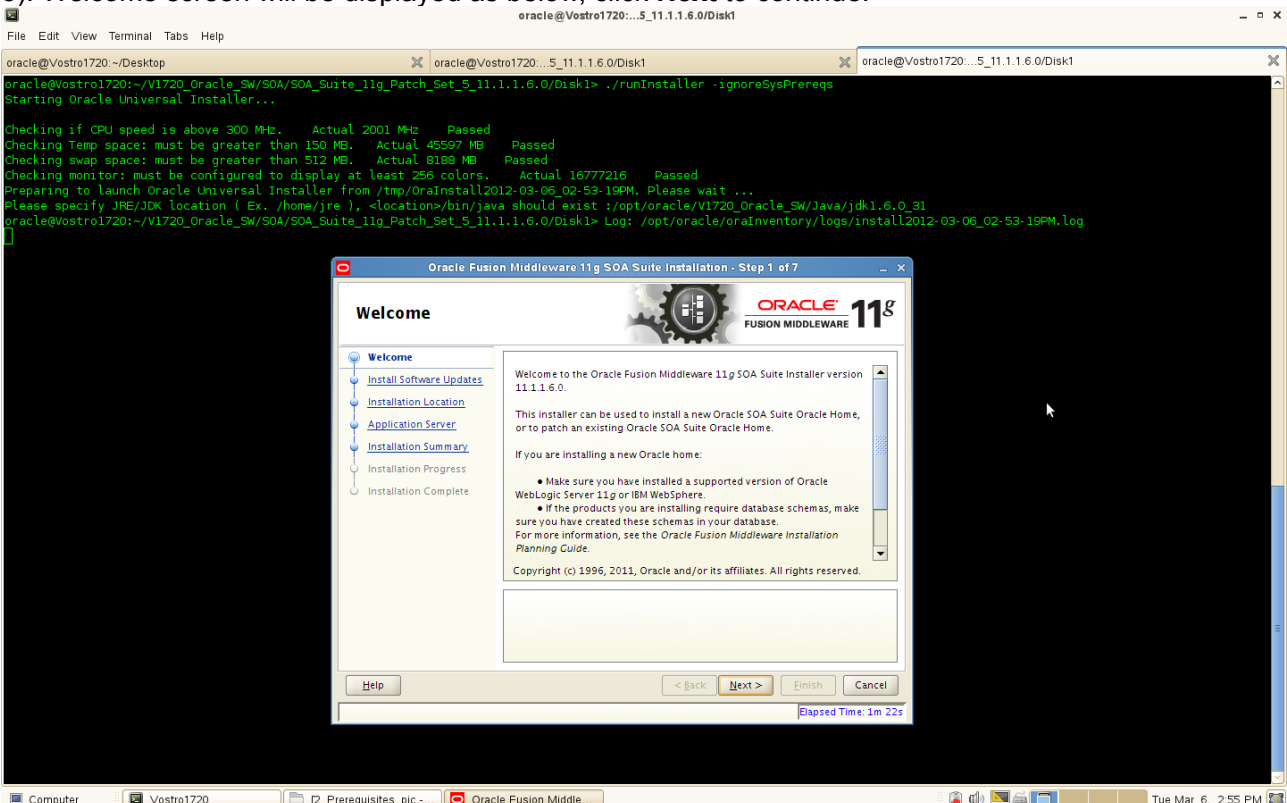 Welcome screen will be displayed as below, click Next to continue.
oracle@Vostro1720:...5_11.1.1.6.0/Disk1
File Edit View Terminal Tabs Help
oracle@Vostro1720:~/Desktop
oracle@Vostro1720:...5_11.1.1.6.0/Disk1
oracle@Vostro1720:...5_11.1.1.6.0/Disk1
oracle@Vostro1720:~/V1720_Oracle_SW/SOA/SOA_Suite_11g_Patch_Set_5_11.1.1.6.0/Disk1> ./runInstaller -ignoreSysPrereqs
Starting Oracle Universal Installer...
Checking if CPU speed is above 300 MHz. Actual 2001 MHz Passed
Checking Temp space: must be greater than 150 MB. Actual 45597 MB Passed
Checking swap space: must be greater than 512 MB. Actual 8188 MB Passed
Checking monitor: must be configured to display at least 256 colors. Actual 16777216 Passed
Preparing to launch Oracle Universal Installer from /tmp/OraInstall2012-03-06_02-53-19PM. Please wait ...
Please specify JRE/JDK location ( Ex. /home/jre ), <location>/bin/java should exist :/opt/oracle/V1720_Oracle_SW/Java/jdk1.6.0_31
oracle@Vostro1720:~/V1720_Oracle_SW/SOA/SOA_Suite_11g_Patch_Set_5_11.1.1.6.0/Disk1> Log: /opt/oracle/oraInventory/logs/install2012-03-06_02-53-19PM.log
Oracle Fusion Middleware 11g SOA Suite Installation - Step 1 of 7
Welcome
ORACLE
FUSION MIDDLEWARE 11g
Welcome
Install Software Updates
Installation Location
Application Server
Installation Summary
Installation Progress
Installation Complete
Welcome to the Oracle Fusion Middleware 11g SOA Suite Installer version
11.1.1.6.0.
This installer can be used to install a new Oracle SOA Suite Oracle Home,
or to patch an existing Oracle SOA Suite Oracle Home.
If you are installing a new Oracle home:
● Make sure you have installed a supported version of Oracle
WebLogic Server 11g or IBM WebSphere.
● If the products you are installing require database schemas, make
sure you have created these schemas in your database.
For more information, see the Oracle Fusion Middleware Installation
Planning Guide.
Copyright (c) 1996, 2011, Oracle and/or its affiliates. All rights reserved.
Help
< Back
Next >
Finish
Cancel
Elapsed Time: 1m 22s
Computer
Vostro1720
[2_Prerequisites_pic -
Oracle Fusion Middle...
Tue Mar 6, 2:55 PM